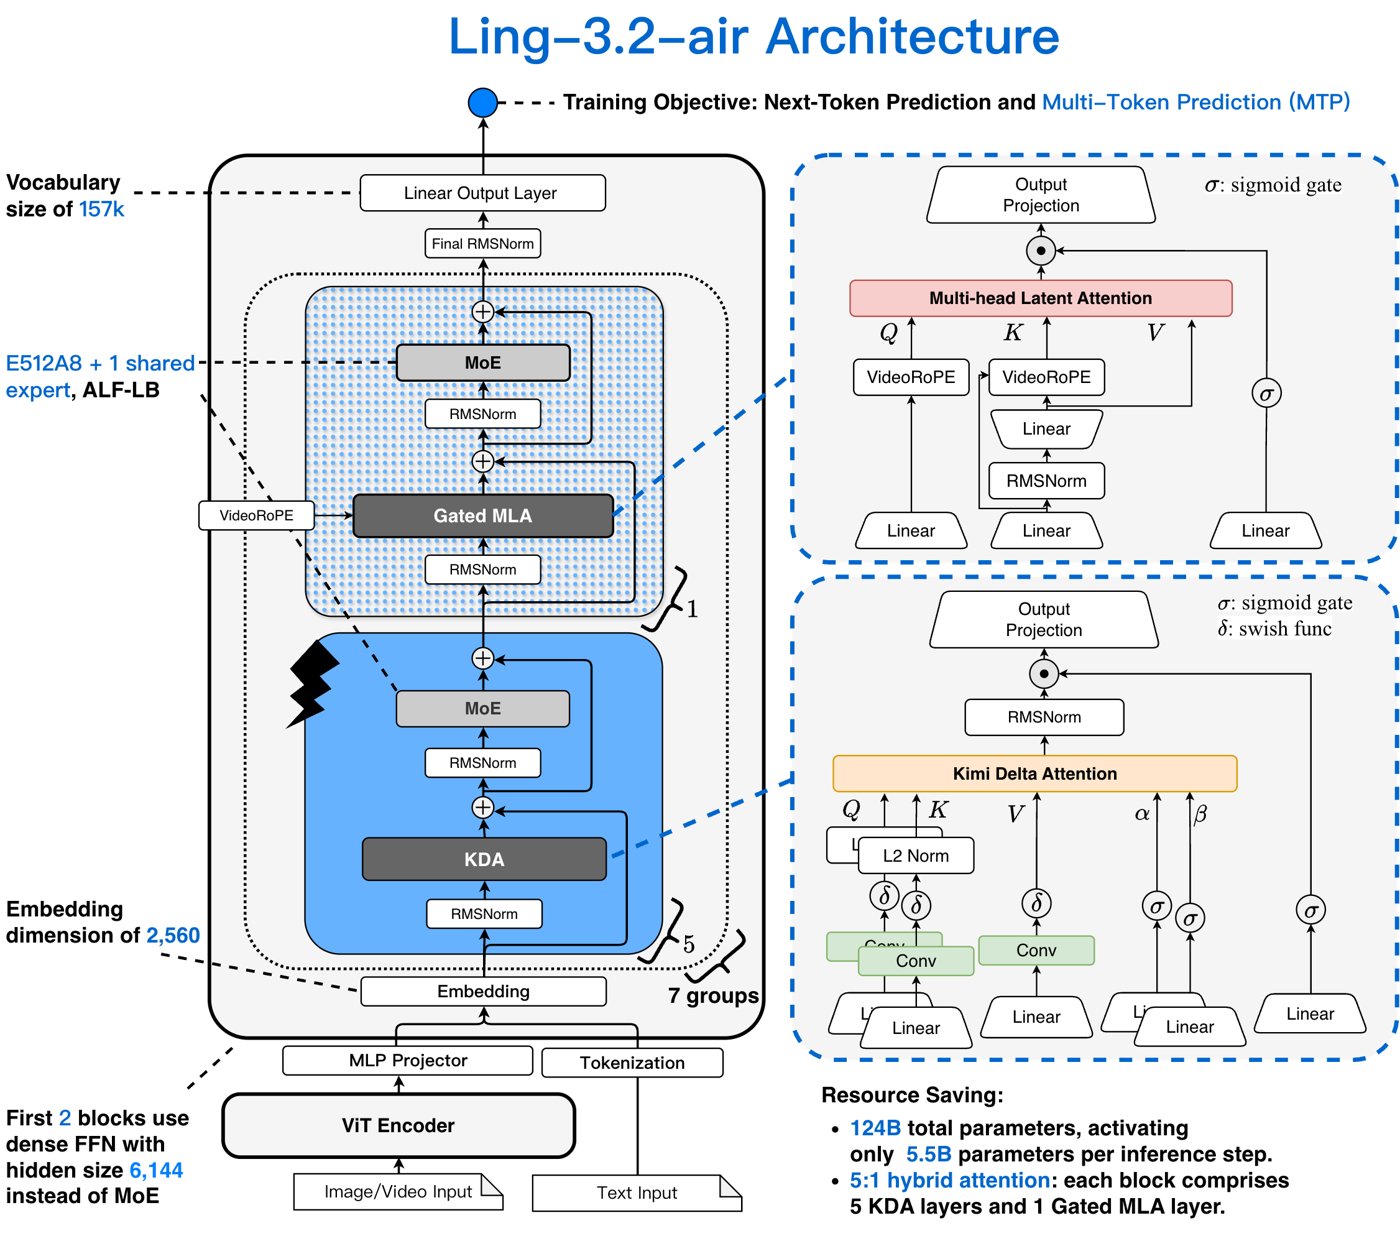 Ling-3.2-air Architecture
Training Objective: Next-Token Prediction and Multi-Token Prediction (MTP)
Vocabulary
size of 157k
Linear Output Layer
Final RMSNorm
E512A8 + 1 shared
expert, ALF-LB
MoE
RMSNorm
VideoRoPE
Gated MLA
RMSNorm
1
MoE
RMSNorm
KDA
RMSNorm
5
7 groups
Embedding
dimension of 2,560
Embedding
MLP Projector
Tokenization
ViT Encoder
Image/Video Input
Text Input
First 2 blocks use
dense FFN with
hidden size 6,144
instead of MoE
Output
Projection
σ: sigmoid gate
Multi-head Latent Attention
Q
K
V
VideoRoPE
VideoRoPE
σ
Linear
RMSNorm
Linear
Linear
Linear
Output
Projection
σ: sigmoid gate
δ: swish func
RMSNorm
Kimi Delta Attention
Q
K
V
α
β
L
L2 Norm
δ
δ
δ
σ
σ
σ
Conv
Conv
Conv
Li
Linear
Linear
Li
Linear
Linear
Resource Saving:
• 124B total parameters, activating
only 5.5B parameters per inference step.
• 5:1 hybrid attention: each block comprises
5 KDA layers and 1 Gated MLA layer.